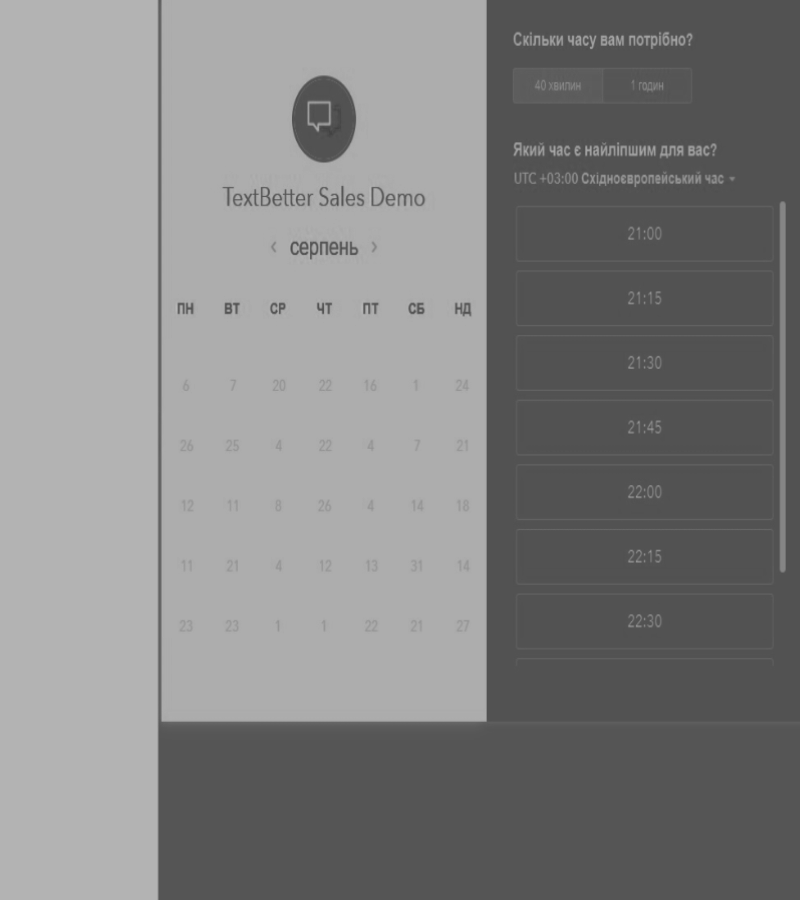 TextBetter Sales Demo
‹ серпень ›
ПН ВТ СР ЧТ ПТ СБ НД
6 7 20 22 16 1 24
26 25 4 22 4 7 21
12 11 8 26 4 14 18
11 21 4 12 13 31 14
23 23 1 1 22 21 27
Скільки часу вам потрібно?
40 хвилин 1 годин
Який час є найліпшим для вас?
UTC +03:00 Східноєвропейський час
21:00
21:15
21:30
21:45
22:00
22:15
22:30